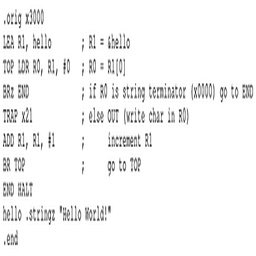 .orig x3000
LEA R1, hello ; R1 = &hello
TOP LDR R0, R1, #0 ; R0 = R1[0]
BRz END ; if R0 is string terminator (x0000) go to END
TRAP x21 ; else OUT (write char in R0)
ADD R1, R1, #1 ; increment R1
BR TOP ; go to TOP
END HALT
hello .stringz "Hello World!"
.end